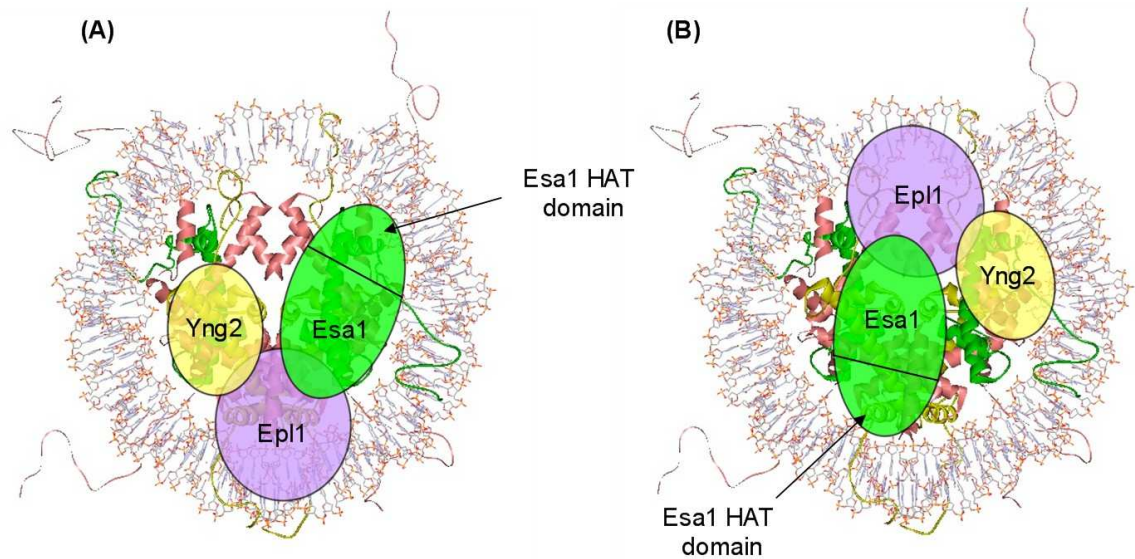 (A)
Esa1 HAT
domain
Yng2
Esa1
Epl1
(B)
Epl1
Yng2
Esa1
Esa1 HAT
domain